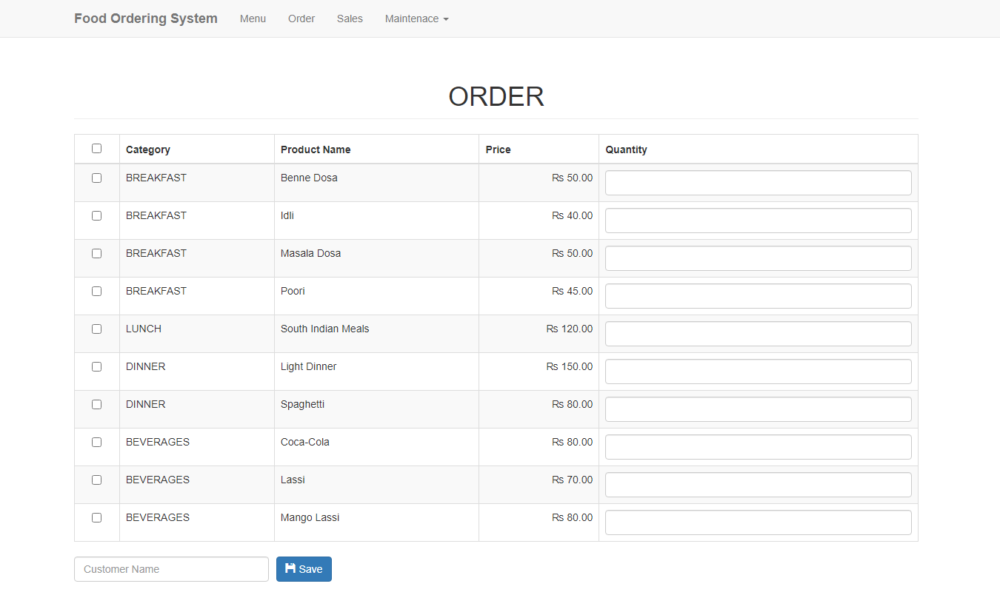 Food Ordering System Menu Order Sales Maintenace
ORDER
Category Product Name Price Quantity
BREAKFAST Benne Dosa Rs 50.00
BREAKFAST Idli Rs 40.00
BREAKFAST Masala Dosa Rs 50.00
BREAKFAST Poori Rs 45.00
LUNCH South Indian Meals Rs 120.00
DINNER Light Dinner Rs 150.00
DINNER Spaghetti Rs 80.00
BEVERAGES Coca-Cola Rs 80.00
BEVERAGES Lassi Rs 70.00
BEVERAGES Mango Lassi Rs 80.00
Customer Name Save